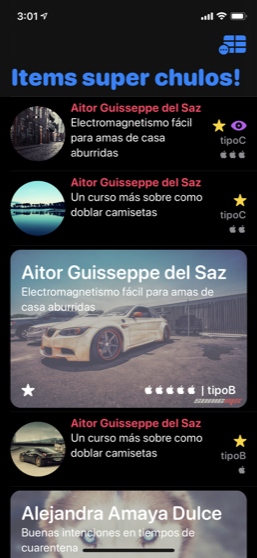 3:01
Items super chulos!
Aitor Guisseppe del Saz
Electromagnetismo fácil
para amas de casa
aburridas
tipoC
Aitor Guisseppe del Saz
Un curso más sobre como
doblar camisetas
tipoC
Aitor Guisseppe del Saz
Electromagnetismo fácil para amas de
casa aburridas
| tipoB
Aitor Guisseppe del Saz
Un curso más sobre como
doblar camisetas
tipoB
Alejandra Amaya Dulce
Buenas intenciones en tiempos de
cuarentena